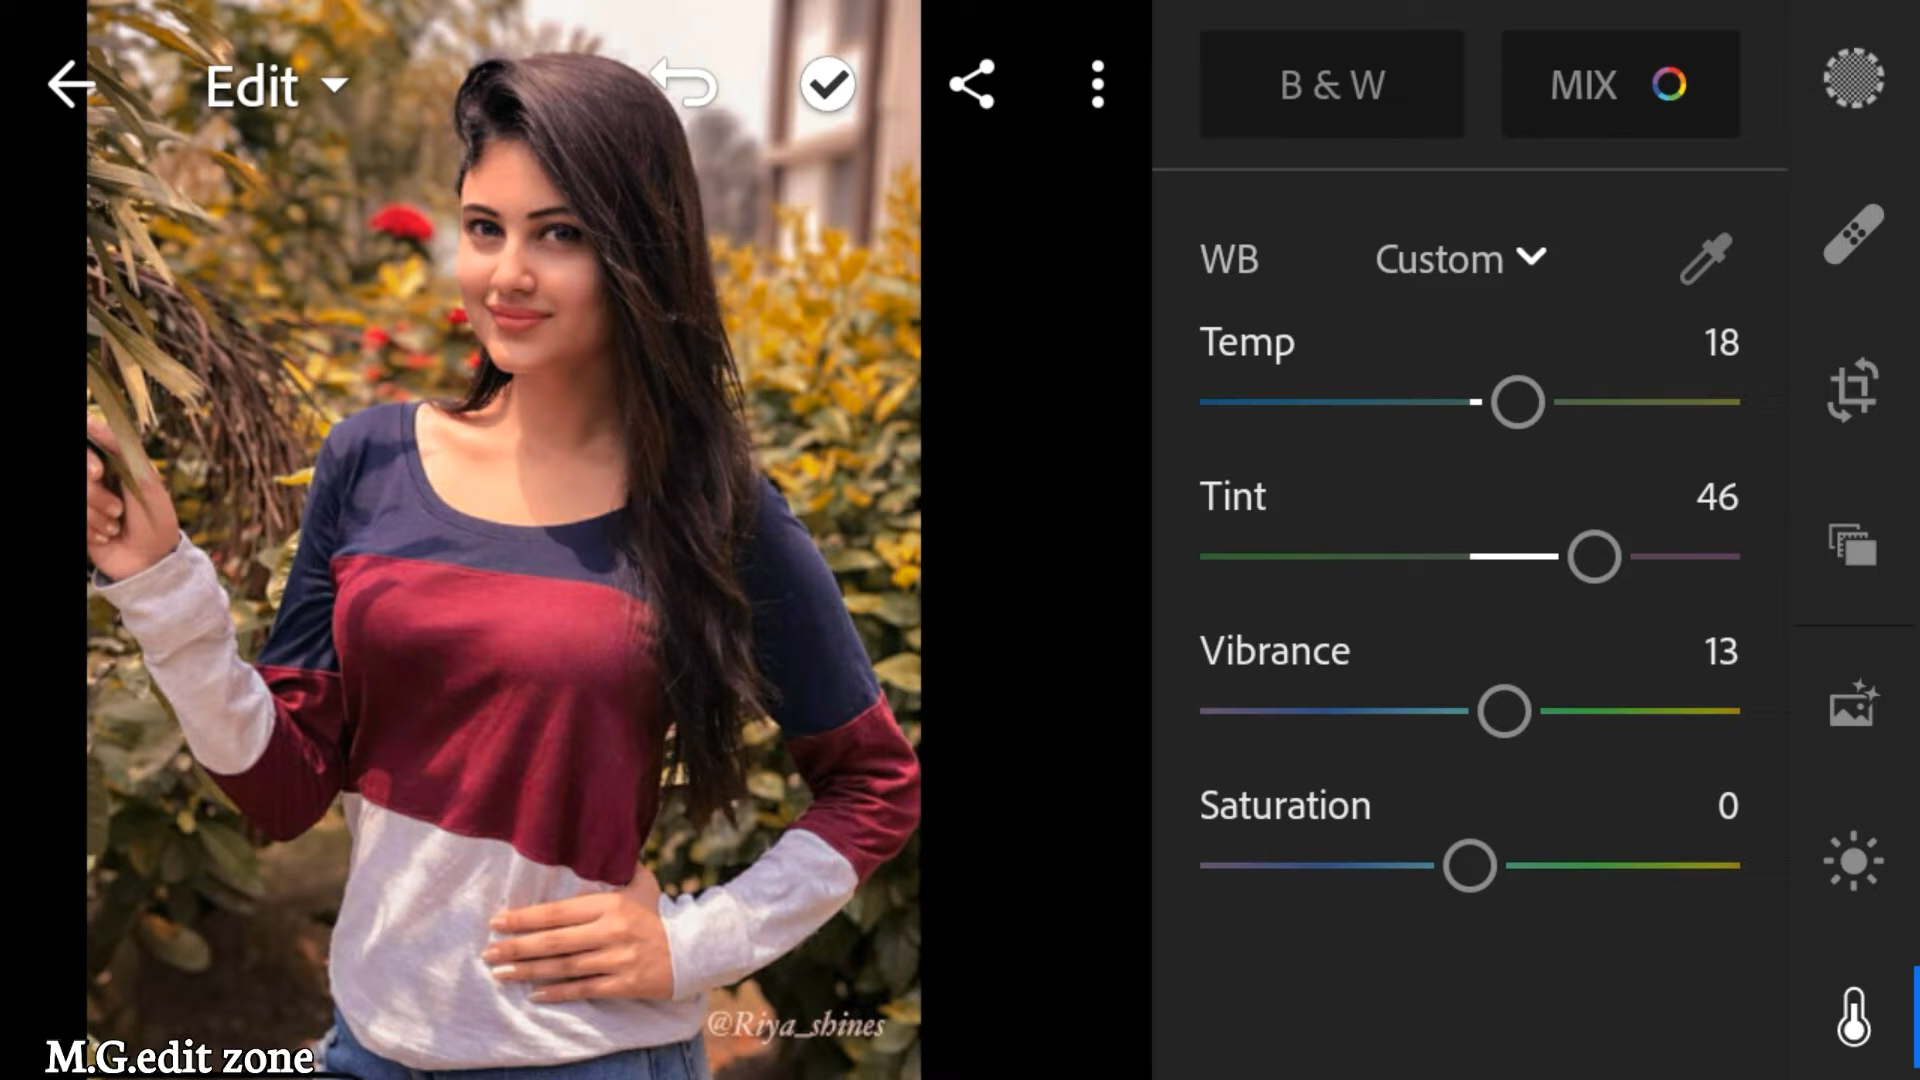 Edit
B & W
MIX
WB
Custom
Temp
18
Tint
46
Vibrance
13
Saturation
0
@Riya_shines
M.G.edit zone